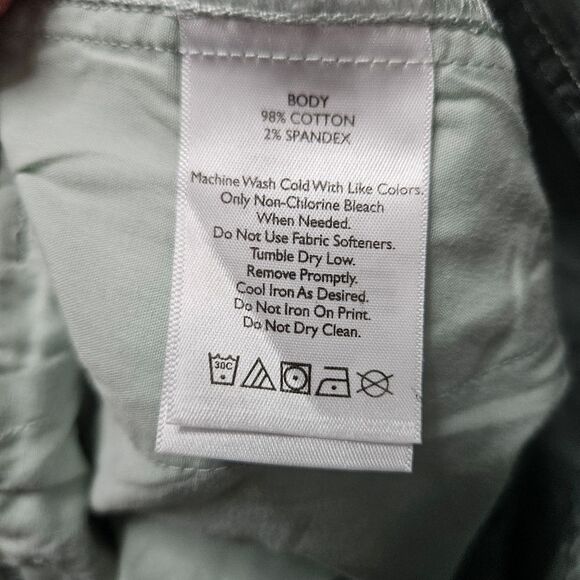 BODY
98% COTTON
2% SPANDEX
Machine Wash Cold With Like Colors.
Only Non-Chlorine Bleach
When Needed.
Do Not Use Fabric Softeners.
Tumble Dry Low.
Remove Promptly.
Cool Iron As Desired.
Do Not Iron On Print.
Do Not Dry Clean.
30C